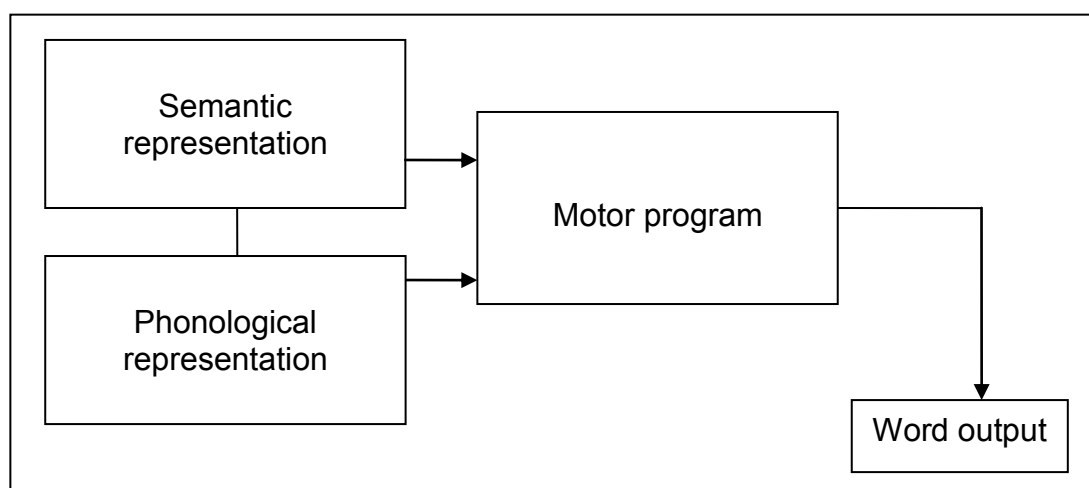 Semantic
representation
Motor program
Phonological
representation
Word output